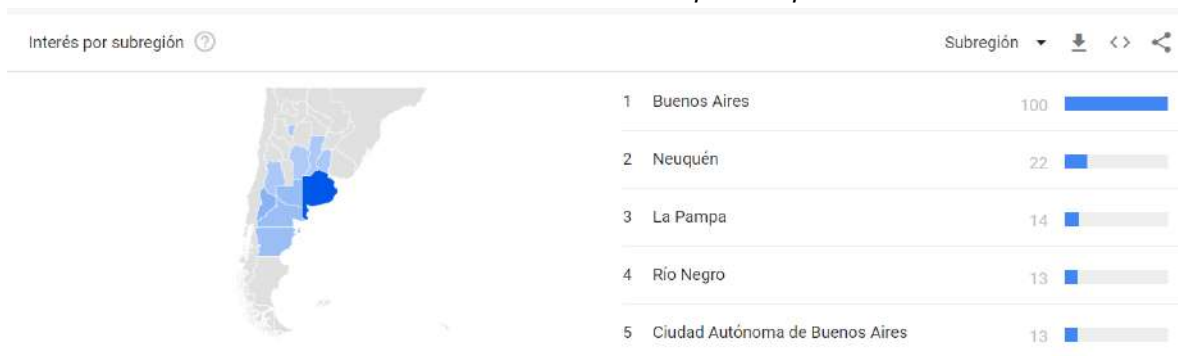 Interés por subregión
Subregión
1 Buenos Aires 100
2 Neuquén 22
3 La Pampa 14
4 Río Negro 13
5 Ciudad Autónoma de Buenos Aires 13